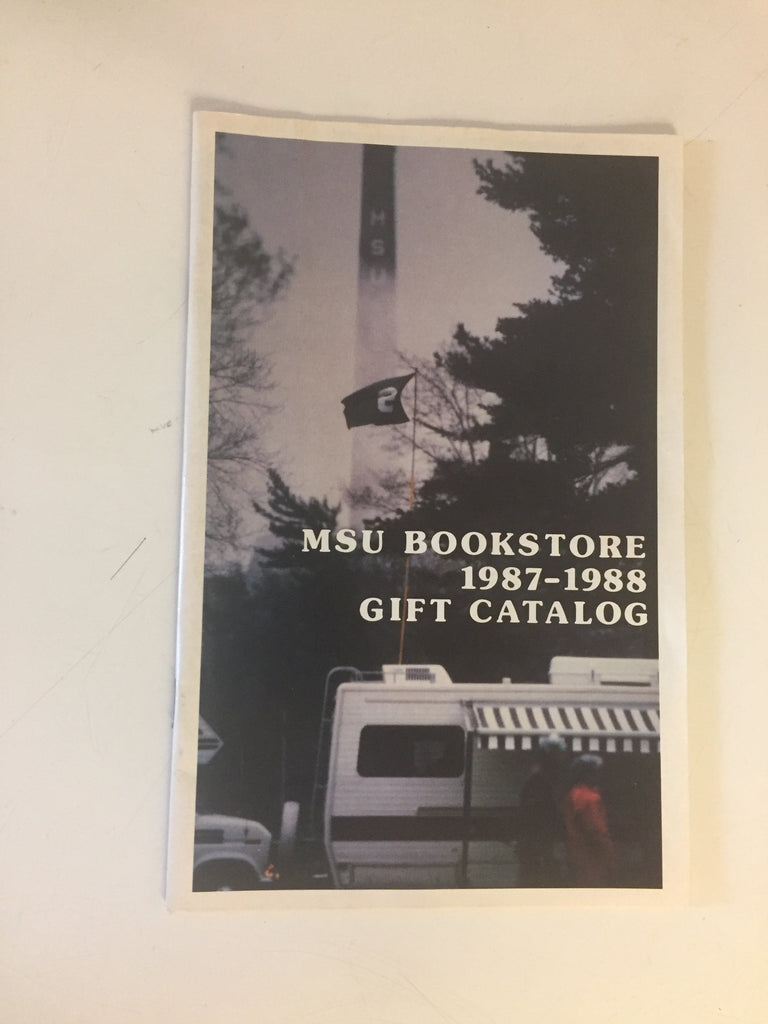 M
S
U
S
MSU BOOKSTORE
1987-1988
GIFT CATALOG